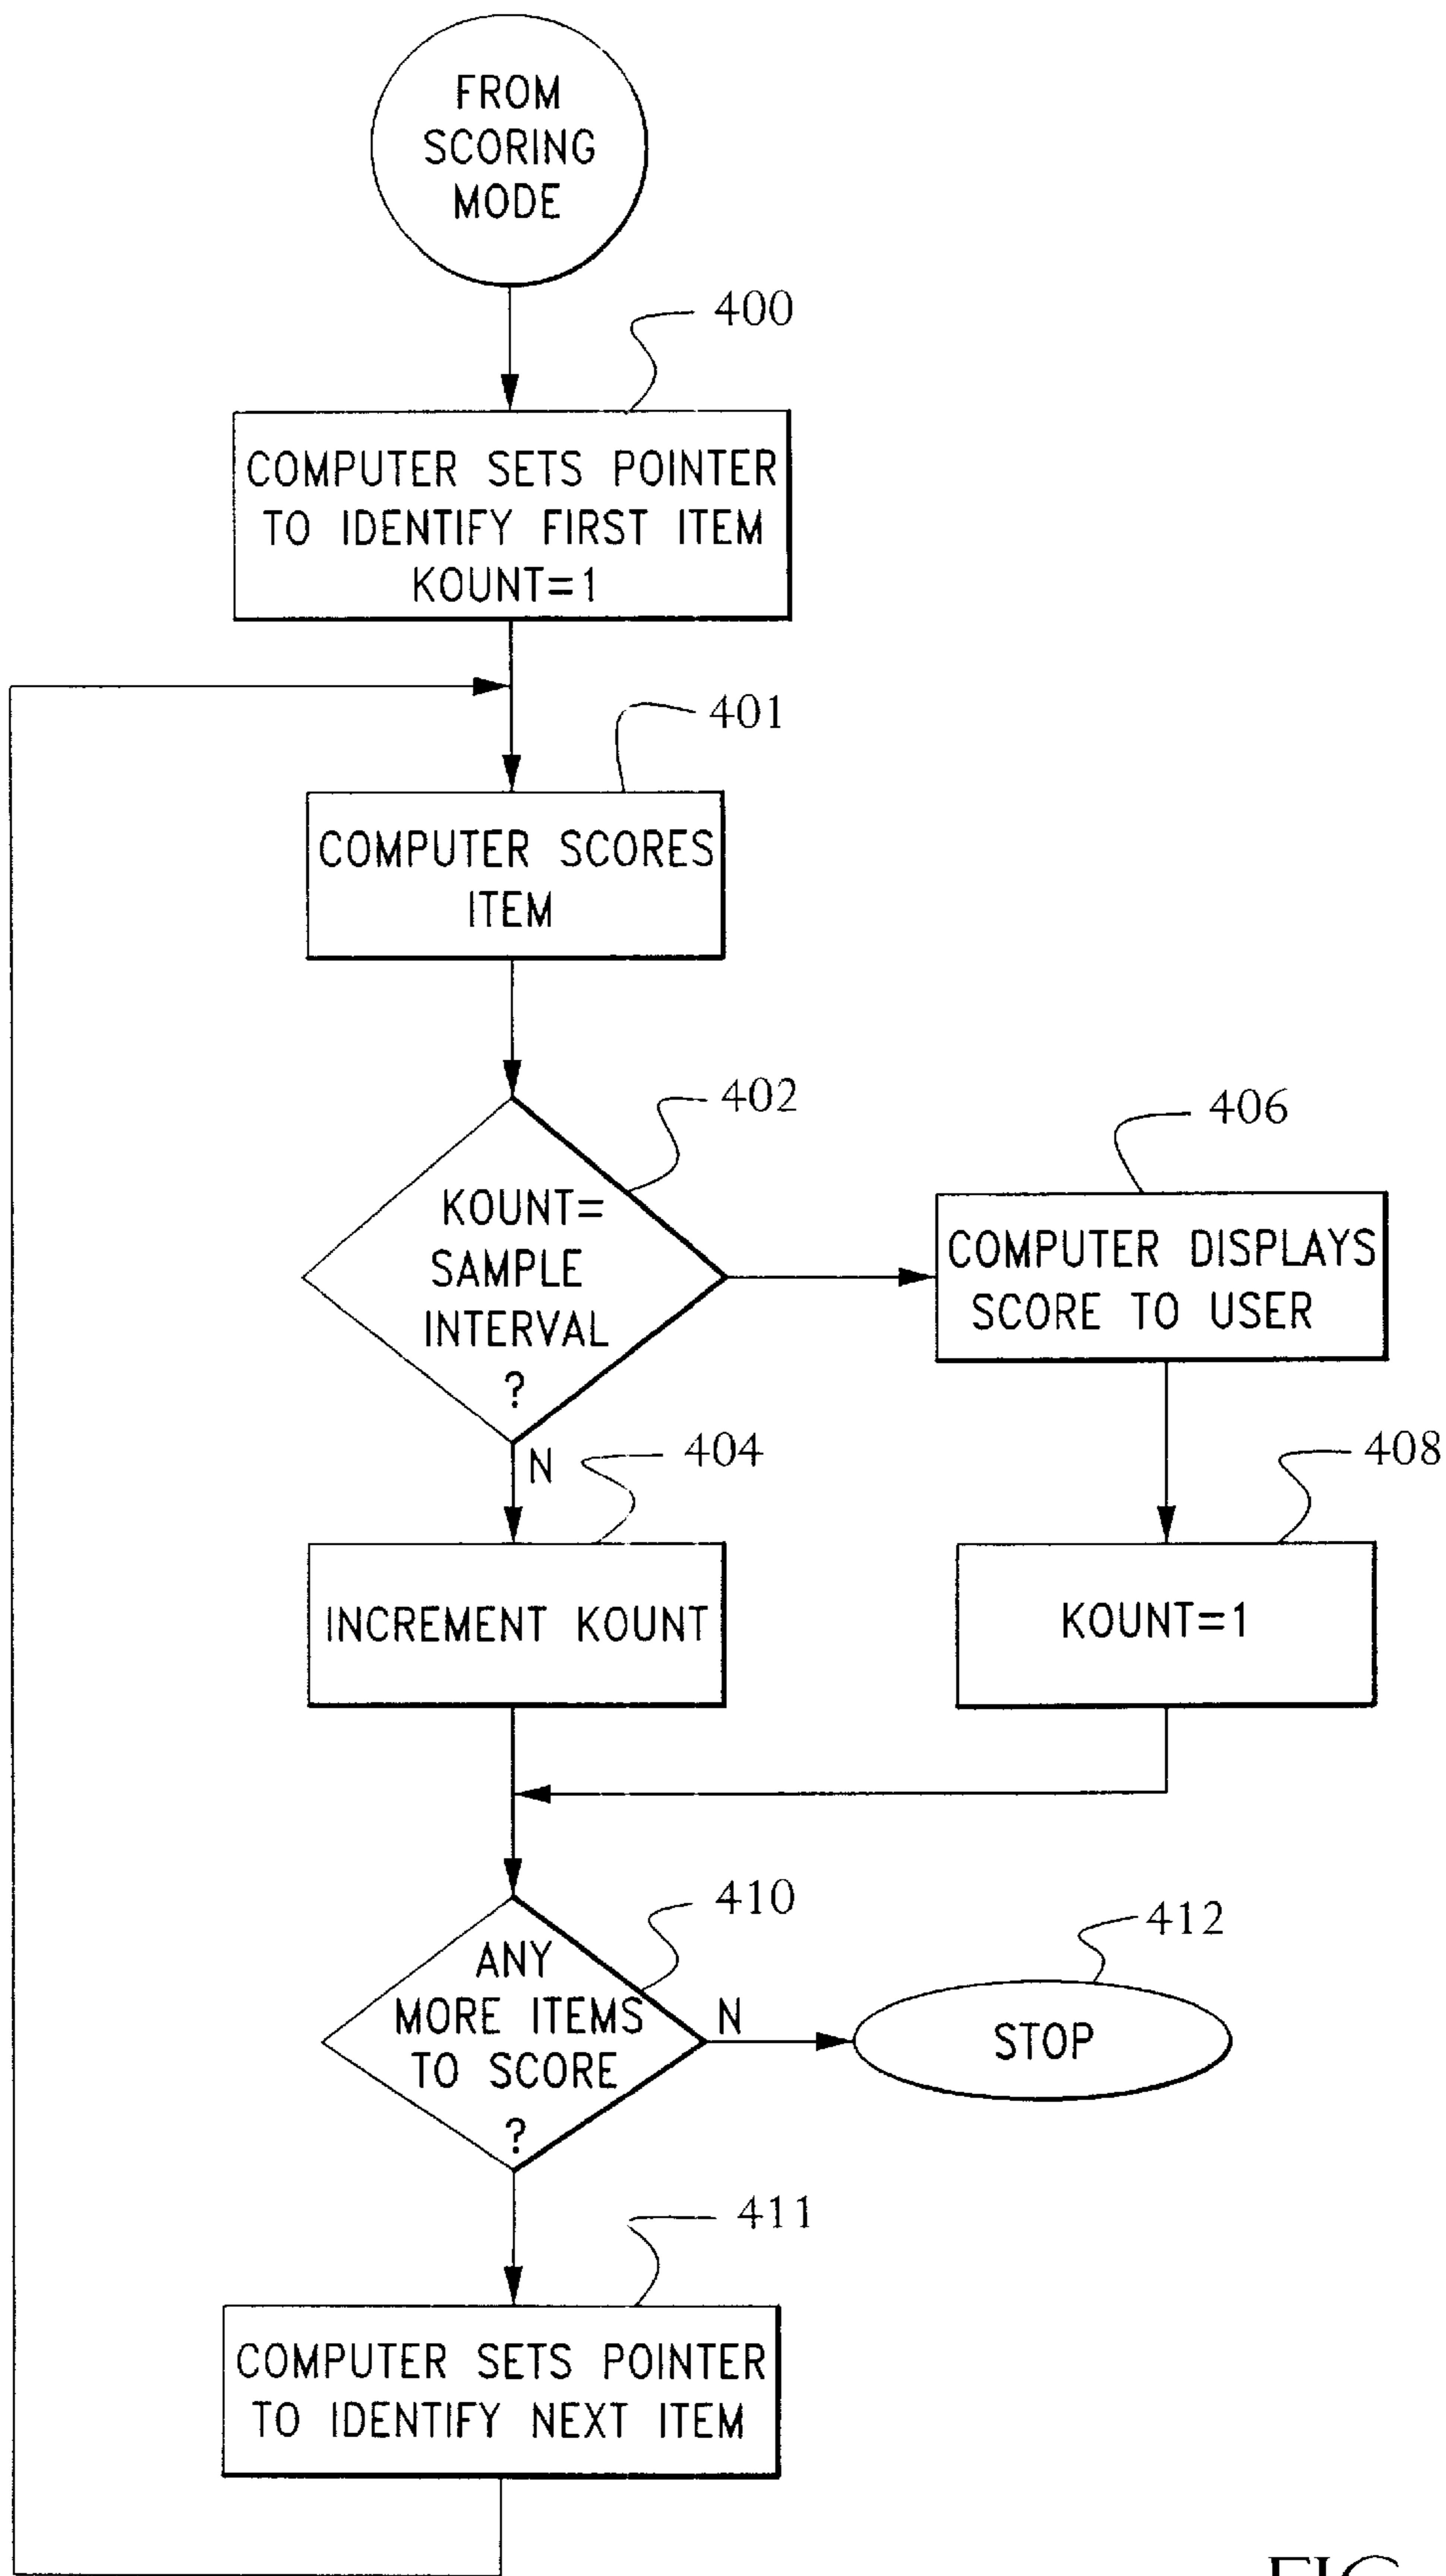 FROM
SCORING
MODE
400
COMPUTER SETS POINTER
TO IDENTIFY FIRST ITEM
KOUNT=1
401
COMPUTER SCORES
ITEM
402
KOUNT=
SAMPLE
INTERVAL
?
406
COMPUTER DISPLAYS
SCORE TO USER
N
404
408
INCREMENT KOUNT
KOUNT=1
410
ANY
MORE ITEMS
TO SCORE
?
N
412
STOP
411
COMPUTER SETS POINTER
TO IDENTIFY NEXT ITEM